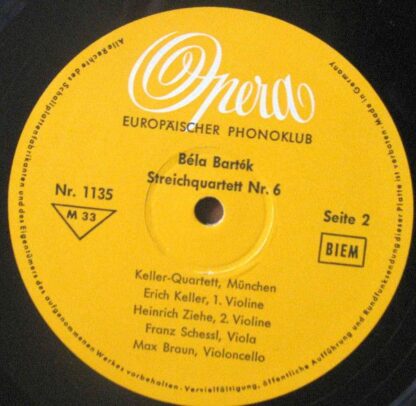 Opera
EUROPÄISCHER PHONOKLUB
Béla Bartók
Streichquartett Nr. 6
Nr. 1135
M 33
Seite 2
BIEM
Keller-Quartett, München
Erich Keller, 1. Violine
Heinrich Ziehe, 2. Violine
Franz Schessl, Viola
Max Braun, Violoncello
Alle Rechte des Schallplattenfabrikanten und des Eigentümers des aufgenommenen Werkes vorbehalten · Vervielfältigung, öffentliche Aufführung und Rundfunksendung dieser Platte ist verboten · Made in Germany